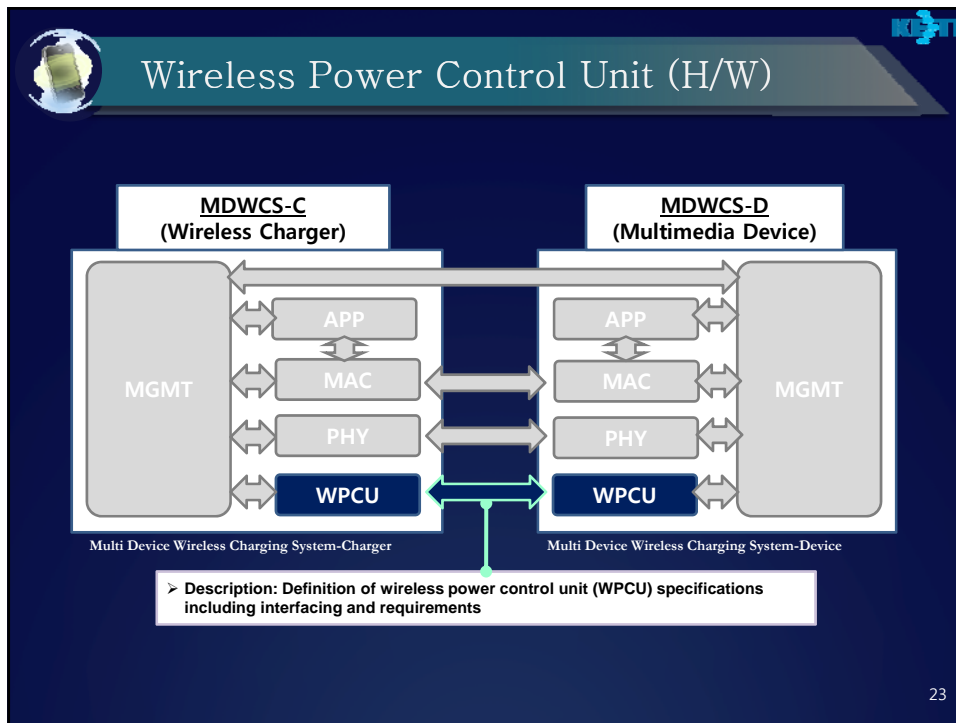 KETI
Wireless Power Control Unit (H/W)
MDWCS-C
(Wireless Charger)
MDWCS-D
(Multimedia Device)
MGMT
APP
MAC
PHY
WPCU
APP
MAC
PHY
WPCU
MGMT
Multi Device Wireless Charging System-Charger
Multi Device Wireless Charging System-Device
➢ Description: Definition of wireless power control unit (WPCU) specifications
including interfacing and requirements
23